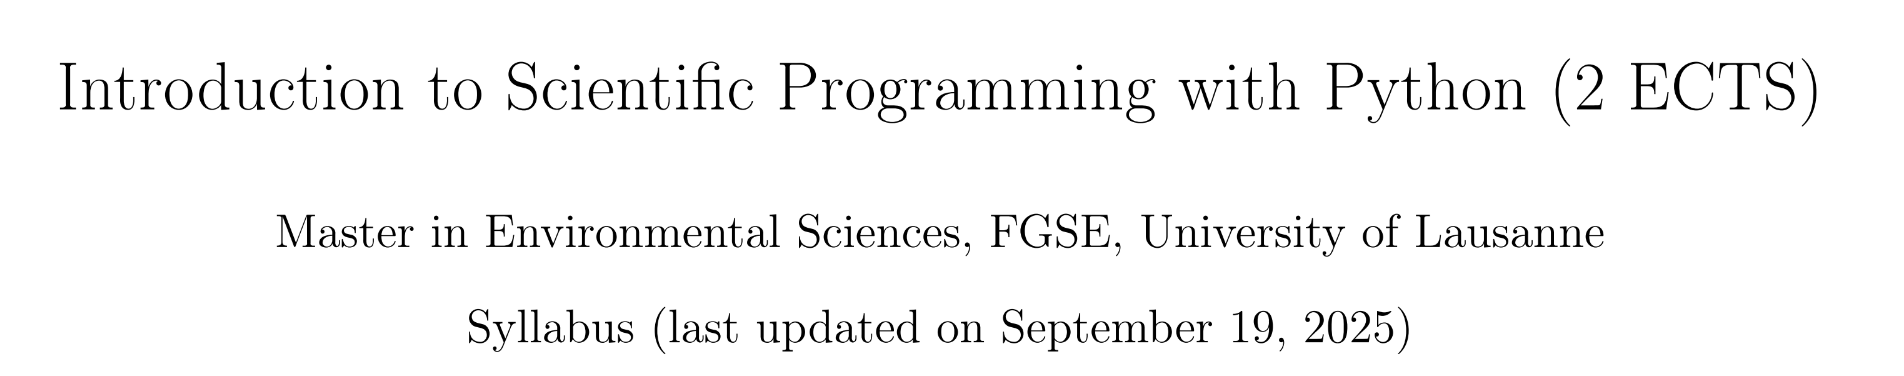 Introduction to Scientific Programming with Python (2 ECTS)
Master in Environmental Sciences, FGSE, University of Lausanne
Syllabus (last updated on September 19, 2025)